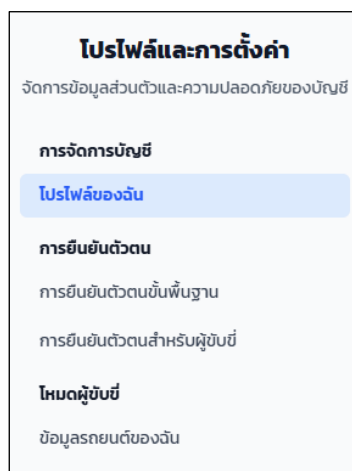 โปรไฟล์และการตั้งค่า
จัดการข้อมูลส่วนตัวและความปลอดภัยของบัญชี
การจัดการบัญชี
โปรไฟล์ของฉัน
การยืนยันตัวตน
การยืนยันตัวตนขั้นพื้นฐาน
การยืนยันตัวตนสำหรับผู้ขับขี่
โหมดผู้ขับขี่
ข้อมูลรถยนต์ของฉัน